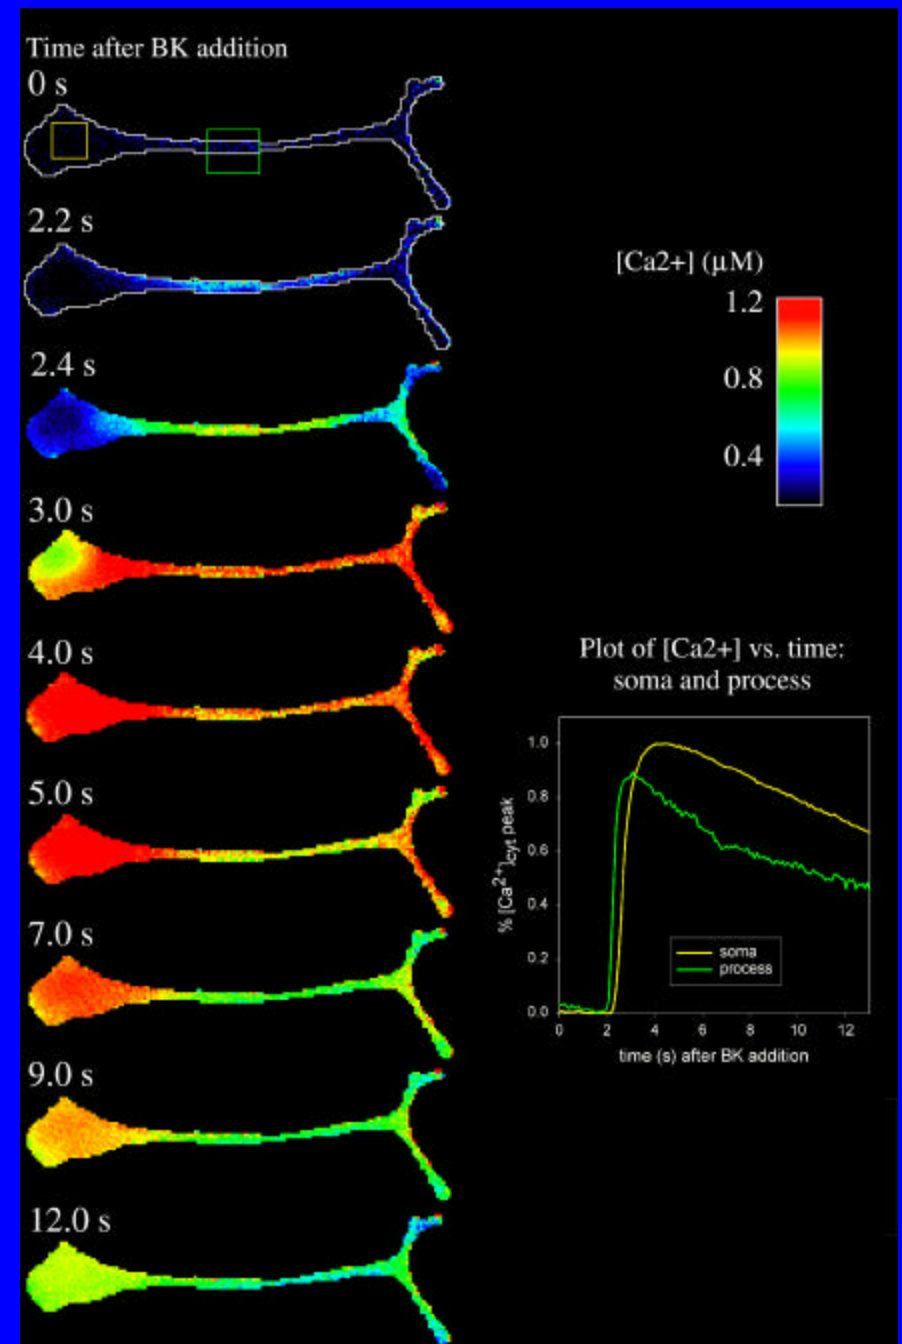 Time after BK addition
0 s
2.2 s
2.4 s
3.0 s
4.0 s
5.0 s
7.0 s
9.0 s
12.0 s
[Ca2+] (µM)
1.2
0.8
0.4
Plot of [Ca2+] vs. time:
soma and process
% [Ca2+]cyt peak
1.0
0.8
0.6
0.4
0.2
0.0
soma
process
0 2 4 6 8 10 12
time (s) after BK addition